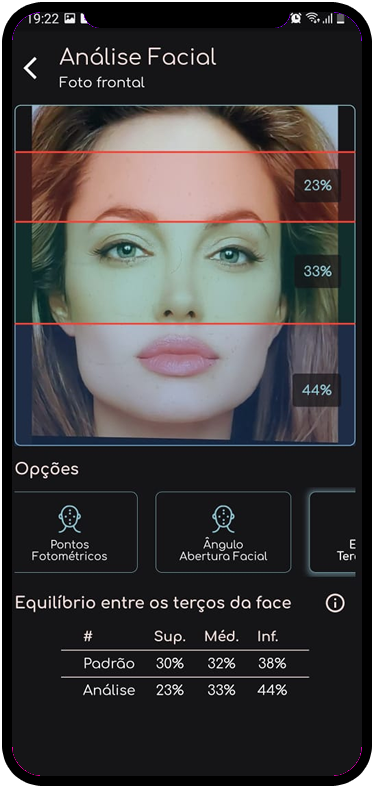 19:22
Análise Facial
Foto frontal
23%
33%
44%
Opções
Pontos
Fotométricos
Ângulo
Abertura Facial
E
Ter
Equilíbrio entre os terços da face
# Sup. Méd. Inf.
Padrão 30% 32% 38%
Análise 23% 33% 44%